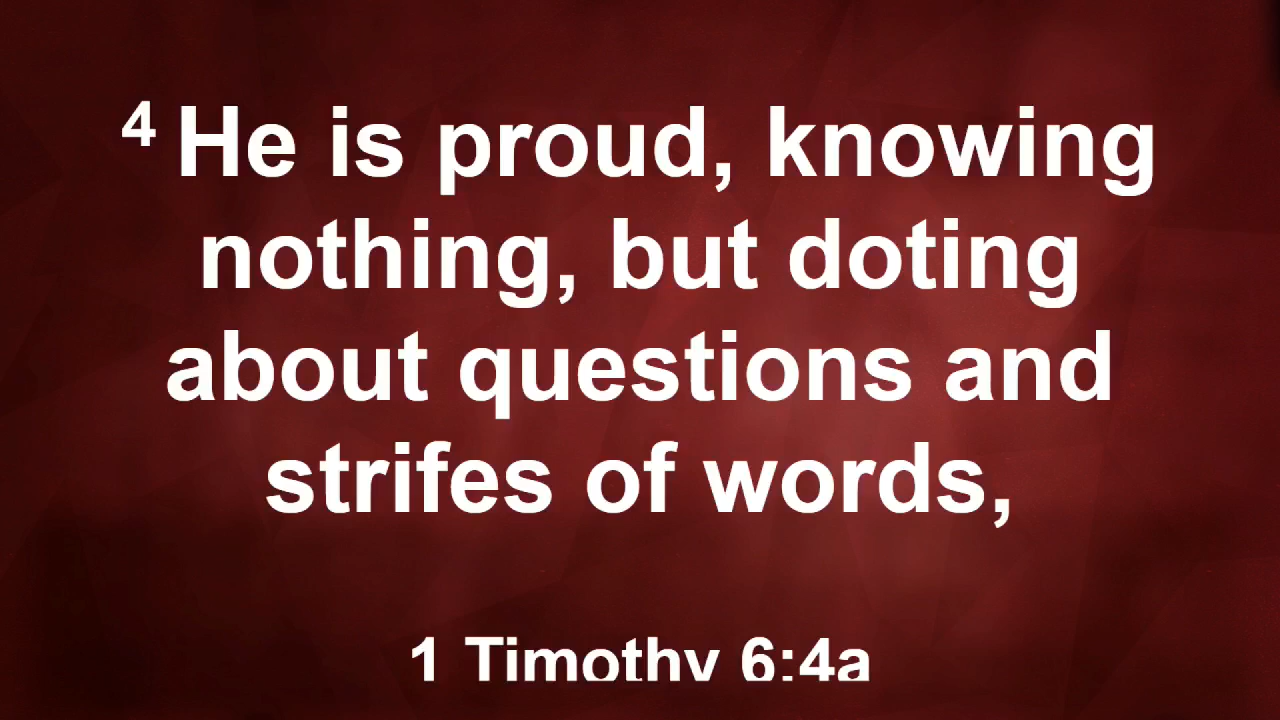 4 He is proud, knowing
nothing, but doting
about questions and
strifes of words,
1 Timothy 6:4a